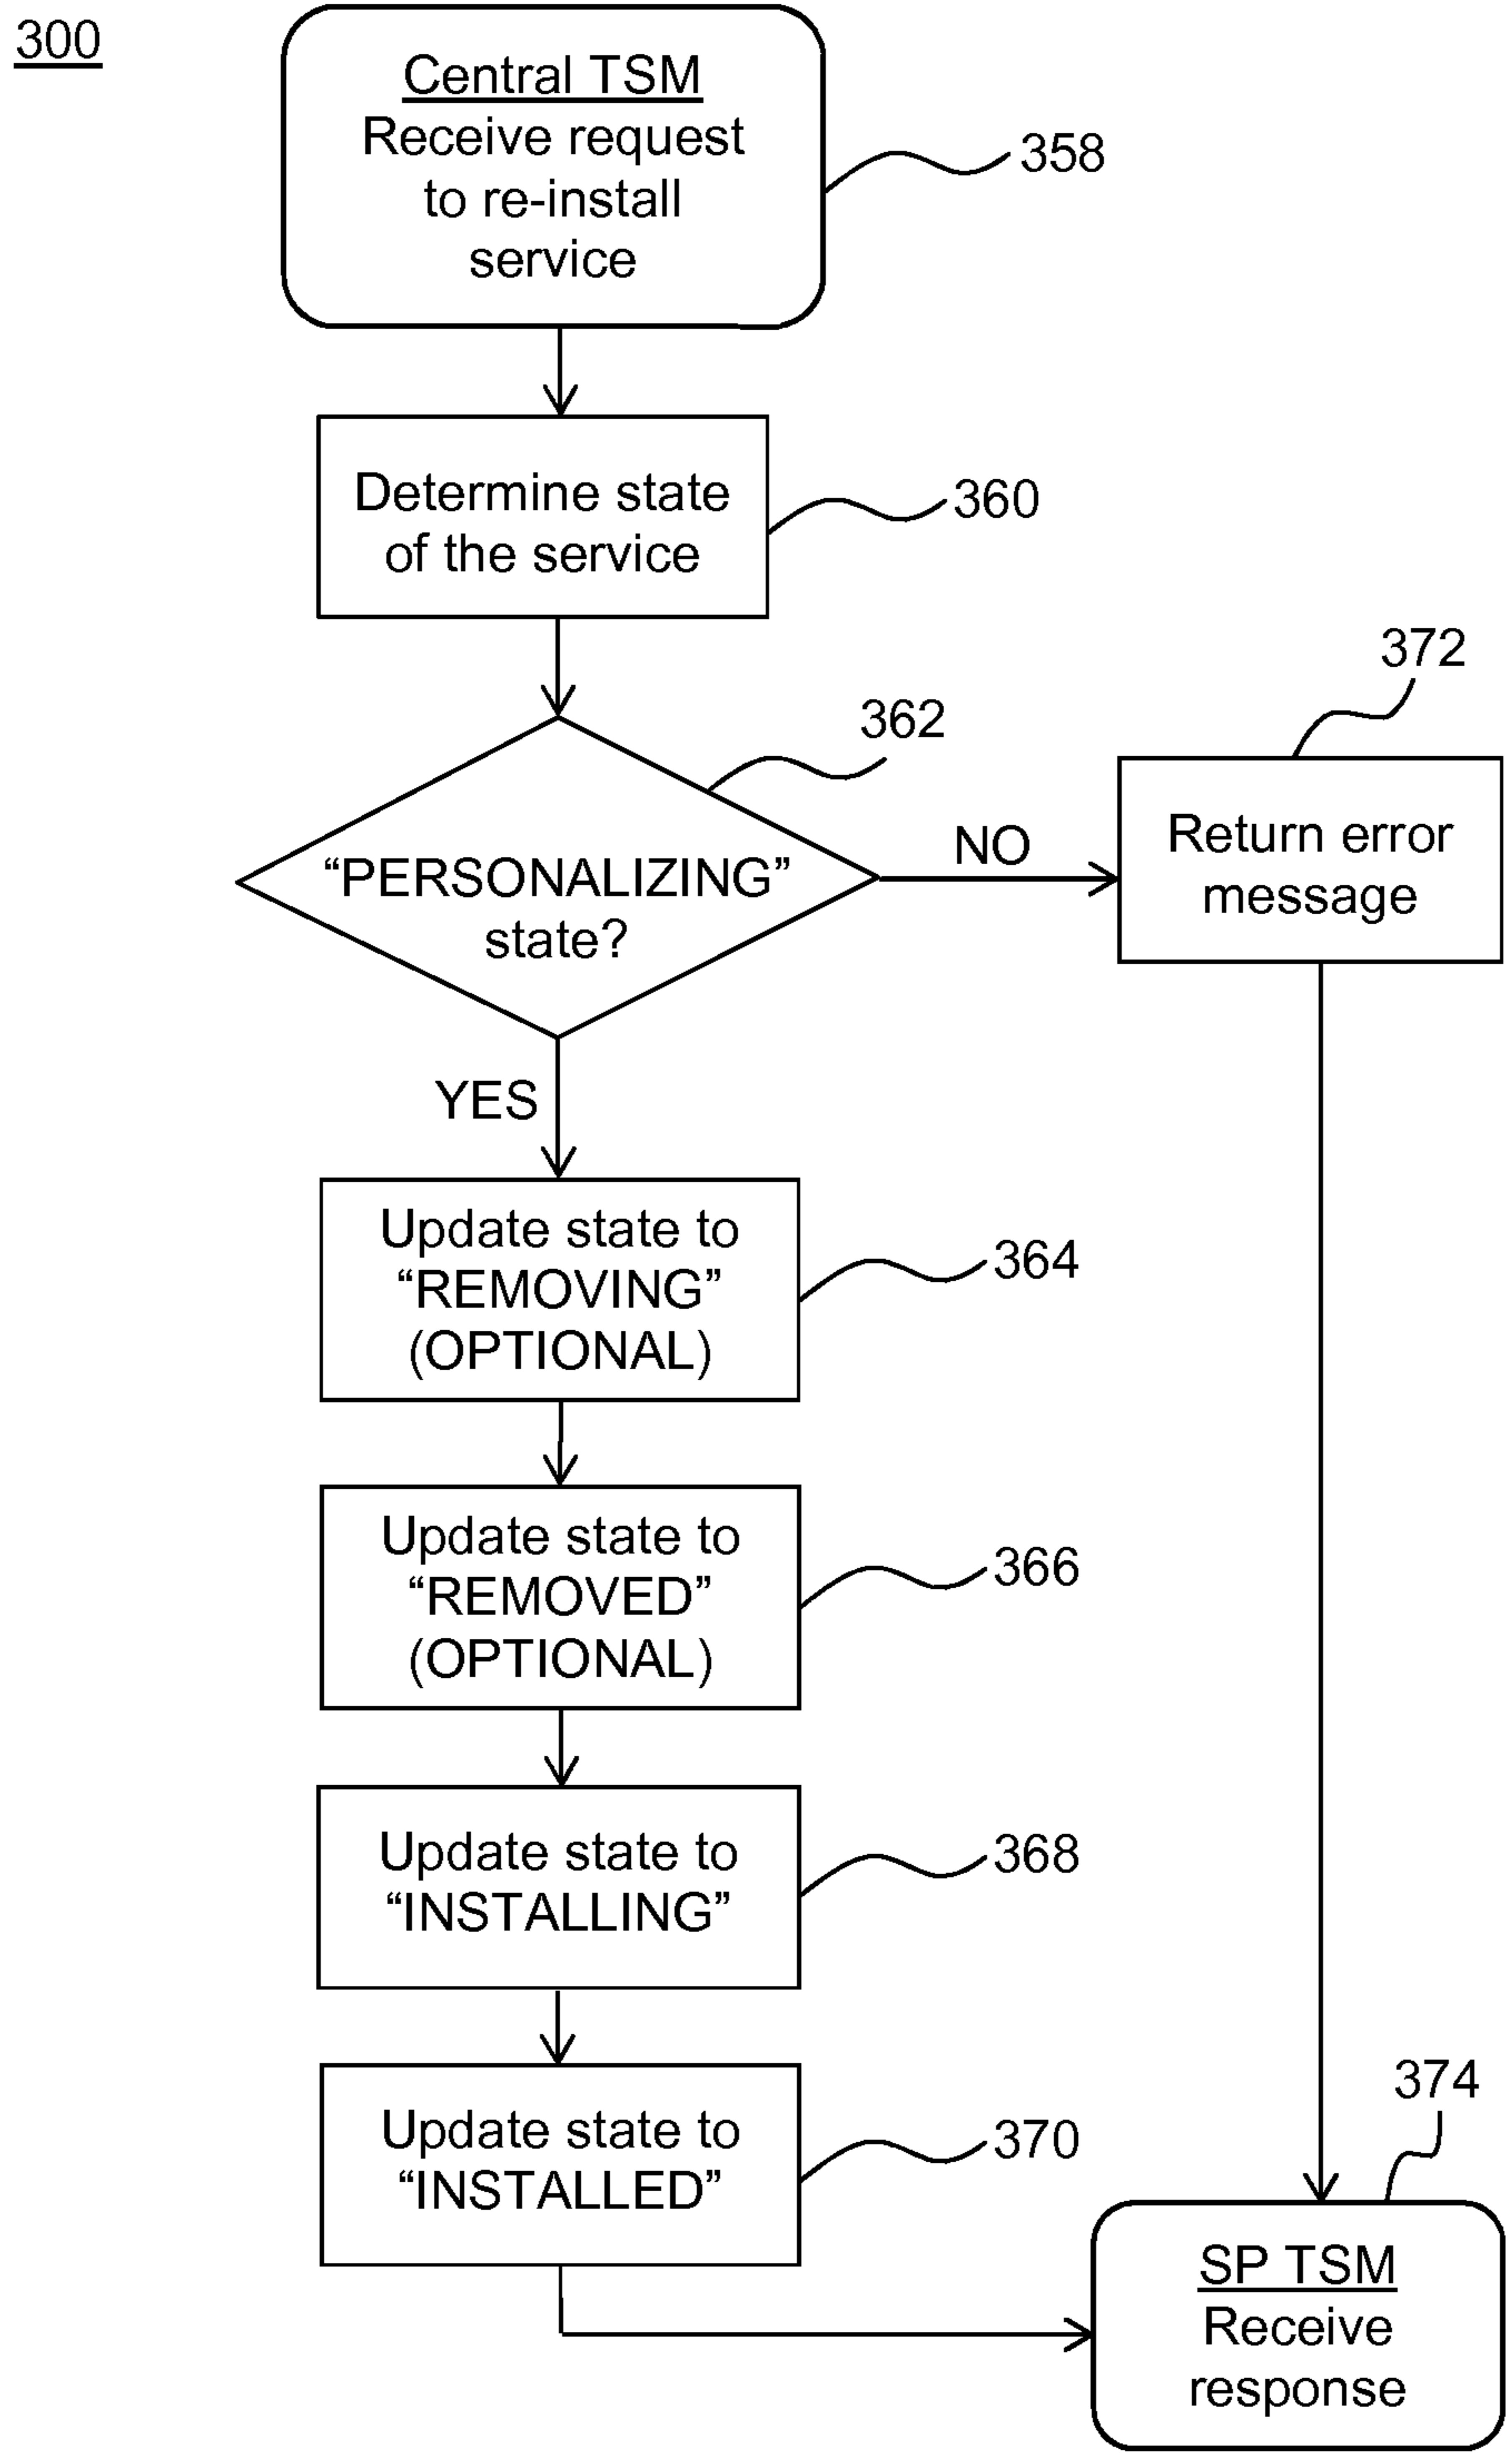 300
Central TSM
Receive request
to re-install
service
358
Determine state
of the service
360
362
372
“PERSONALIZING”
state?
NO
Return error
message
YES
Update state to
“REMOVING”
(OPTIONAL)
364
Update state to
“REMOVED”
(OPTIONAL)
366
Update state to
“INSTALLING”
368
Update state to
“INSTALLED”
370
374
SP TSM
Receive
response